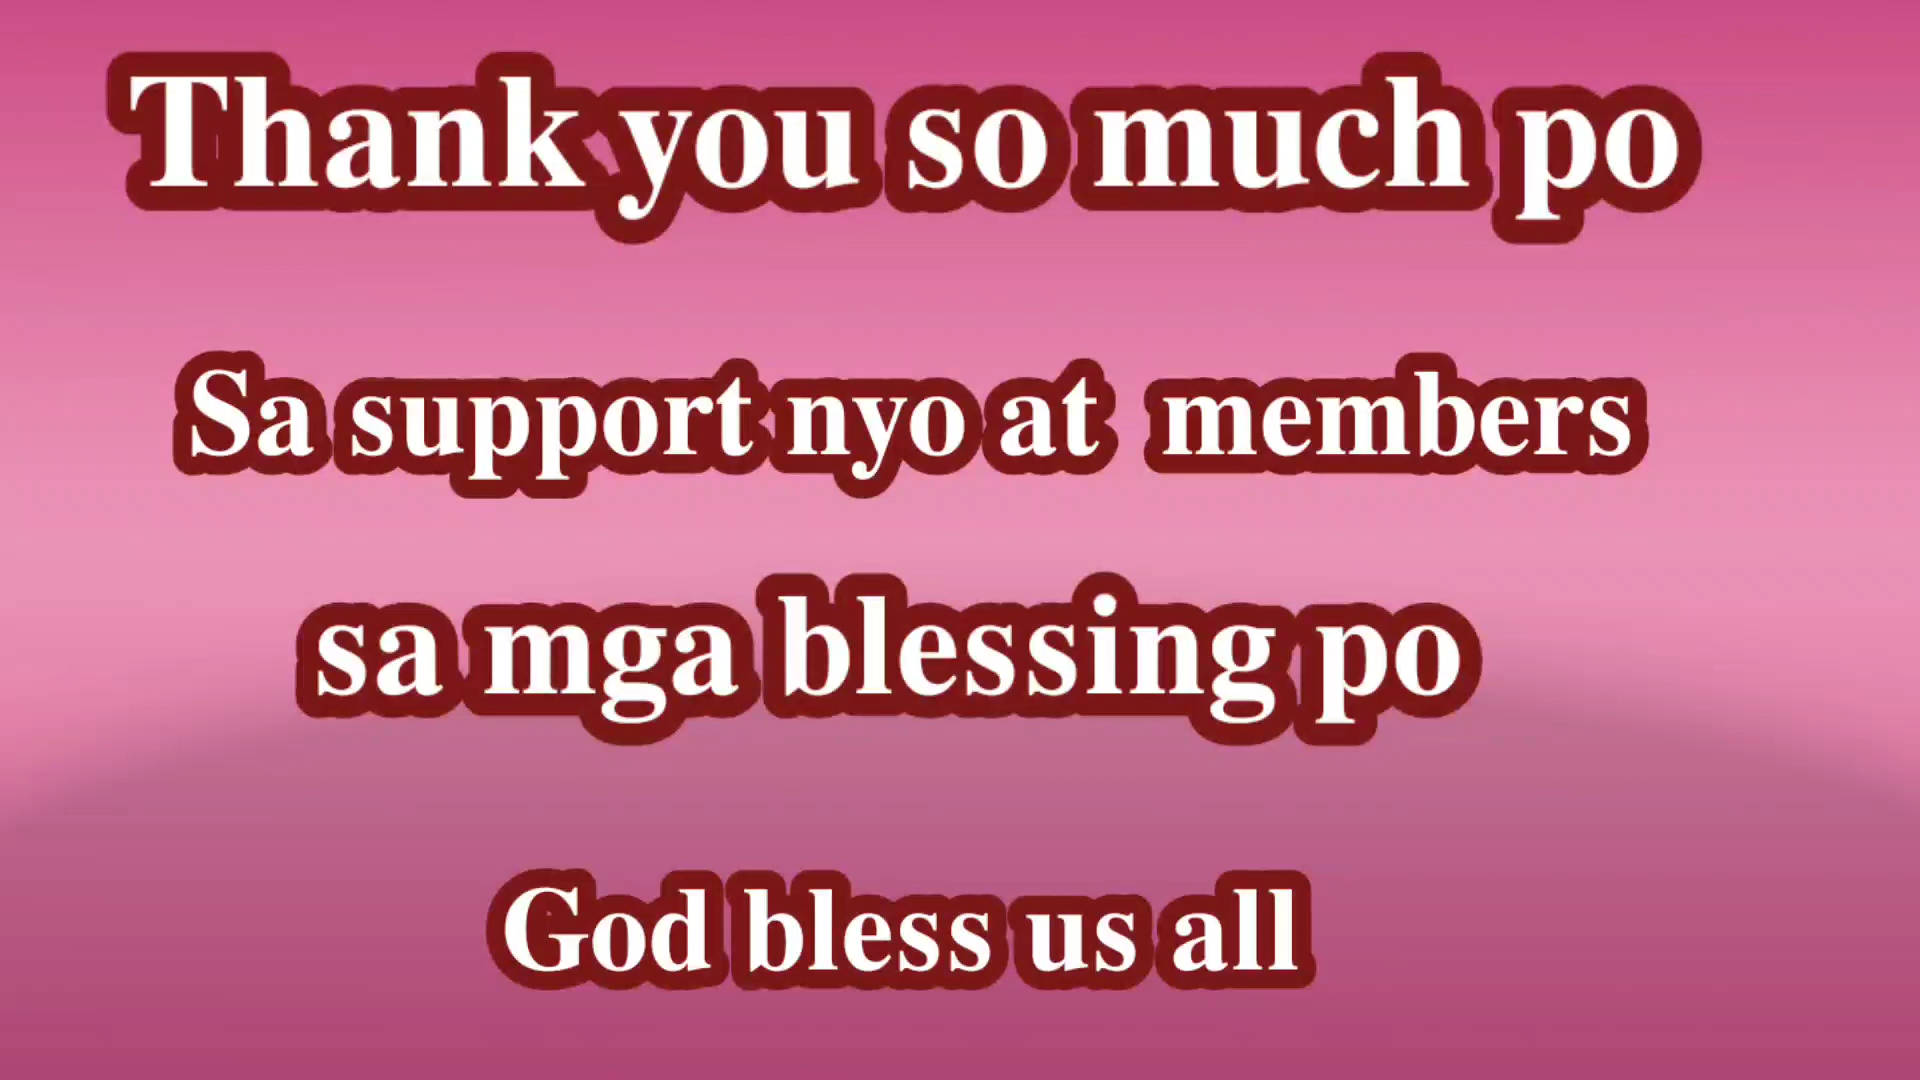 Thank you so much po
Sa support nyo at members
sa mga blessing po
God bless us all